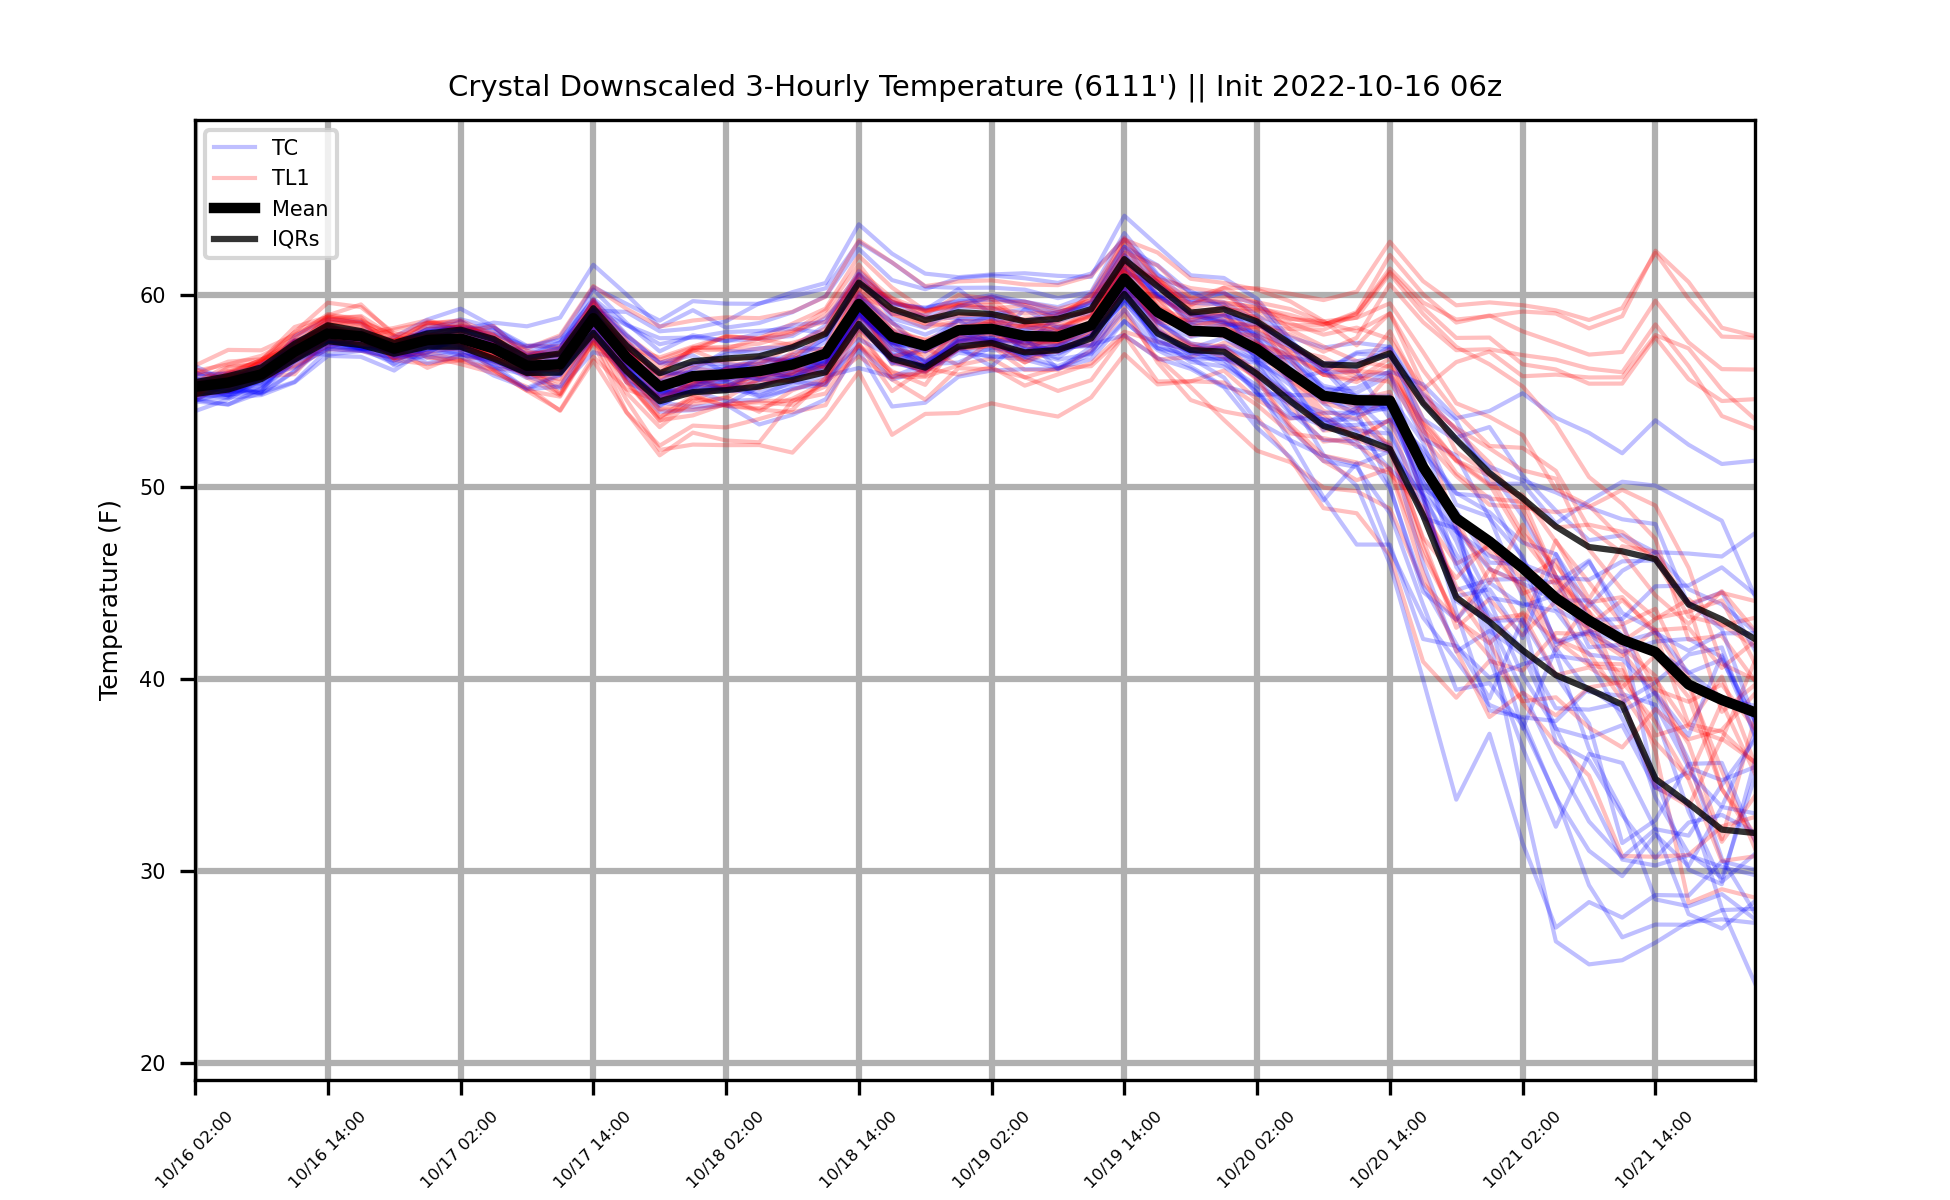 Crystal Downscaled 3-Hourly Temperature (6111') || Init 2022-10-16 06z
TC
TL1
Mean
IQRs
Temperature (F)
60
50
40
30
20
10/16 02:00
10/16 14:00
10/17 02:00
10/17 14:00
10/18 02:00
10/18 14:00
10/19 02:00
10/19 14:00
10/20 02:00
10/20 14:00
10/21 02:00
10/21 14:00